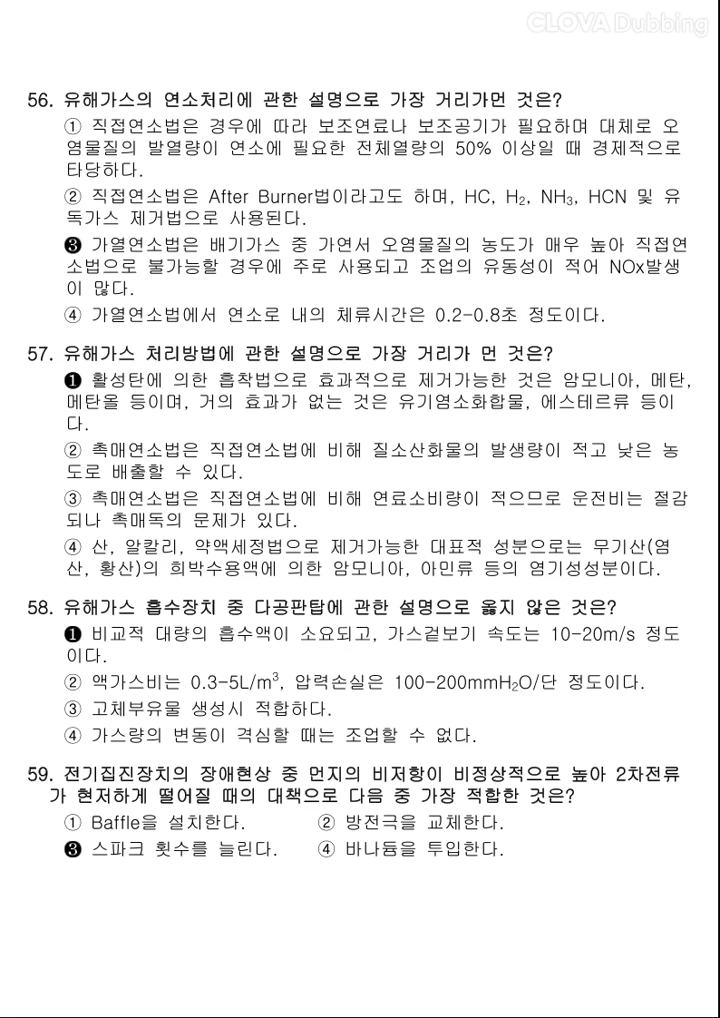 CLOVA Dubbing
56. 유해가스의 연소처리에 관한 설명으로 가장 거리가먼 것은?
① 직접연소법은 경우에 따라 보조연료나 보조공기가 필요하며 대체로 오
염물질의 발열량이 연소에 필요한 전체열량의 50% 이상일 때 경제적으로
타당하다.
② 직접연소법은 After Burner법이라고도 하며, HC, H₂, NH₃, HCN 및 유
독가스 제거법으로 사용된다.
❸ 가열연소법은 배기가스 중 가연서 오염물질의 농도가 매우 높아 직접연
소법으로 불가능할 경우에 주로 사용되고 조업의 유동성이 적어 NOx발생
이 많다.
④ 가열연소법에서 연소로 내의 체류시간은 0.2-0.8초 정도이다.
57. 유해가스 처리방법에 관한 설명으로 가장 거리가 먼 것은?
❶ 활성탄에 의한 흡착법으로 효과적으로 제거가능한 것은 암모니아, 메탄,
메탄올 등이며, 거의 효과가 없는 것은 유기염소화합물, 에스테르류 등이
다.
② 촉매연소법은 직접연소법에 비해 질소산화물의 발생량이 적고 낮은 농
도로 배출할 수 있다.
③ 촉매연소법은 직접연소법에 비해 연료소비량이 적으므로 운전비는 절감
되나 촉매독의 문제가 있다.
④ 산, 알칼리, 약액세정법으로 제거가능한 대표적 성분으로는 무기산(염
산, 황산)의 희박수용액에 의한 암모니아, 아민류 등의 염기성성분이다.
58. 유해가스 흡수장치 중 다공판탑에 관한 설명으로 옳지 않은 것은?
❶ 비교적 대량의 흡수액이 소요되고, 가스겉보기 속도는 10-20m/s 정도
이다.
② 액가스비는 0.3-5L/m³, 압력손실은 100-200mmH₂O/단 정도이다.
③ 고체부유물 생성시 적합하다.
④ 가스량의 변동이 격심할 때는 조업할 수 없다.
59. 전기집진장치의 장애현상 중 먼지의 비저항이 비정상적으로 높아 2차전류
가 현저하게 떨어질 때의 대책으로 다음 중 가장 적합한 것은?
① Baffle을 설치한다. ② 방전극을 교체한다.
❸ 스파크 횟수를 늘린다. ④ 바나듐을 투입한다.